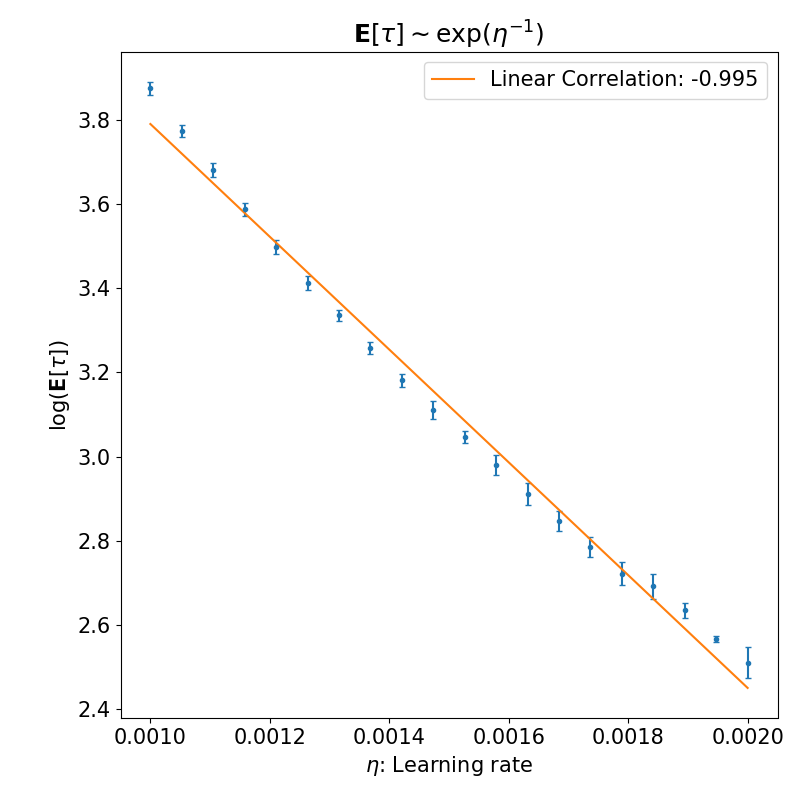 E[τ] ~ exp(η⁻¹)
Linear Correlation: -0.995
log(E[τ])
3.8
3.6
3.4
3.2
3.0
2.8
2.6
2.4
0.0010 0.0012 0.0014 0.0016 0.0018 0.0020
η: Learning rate